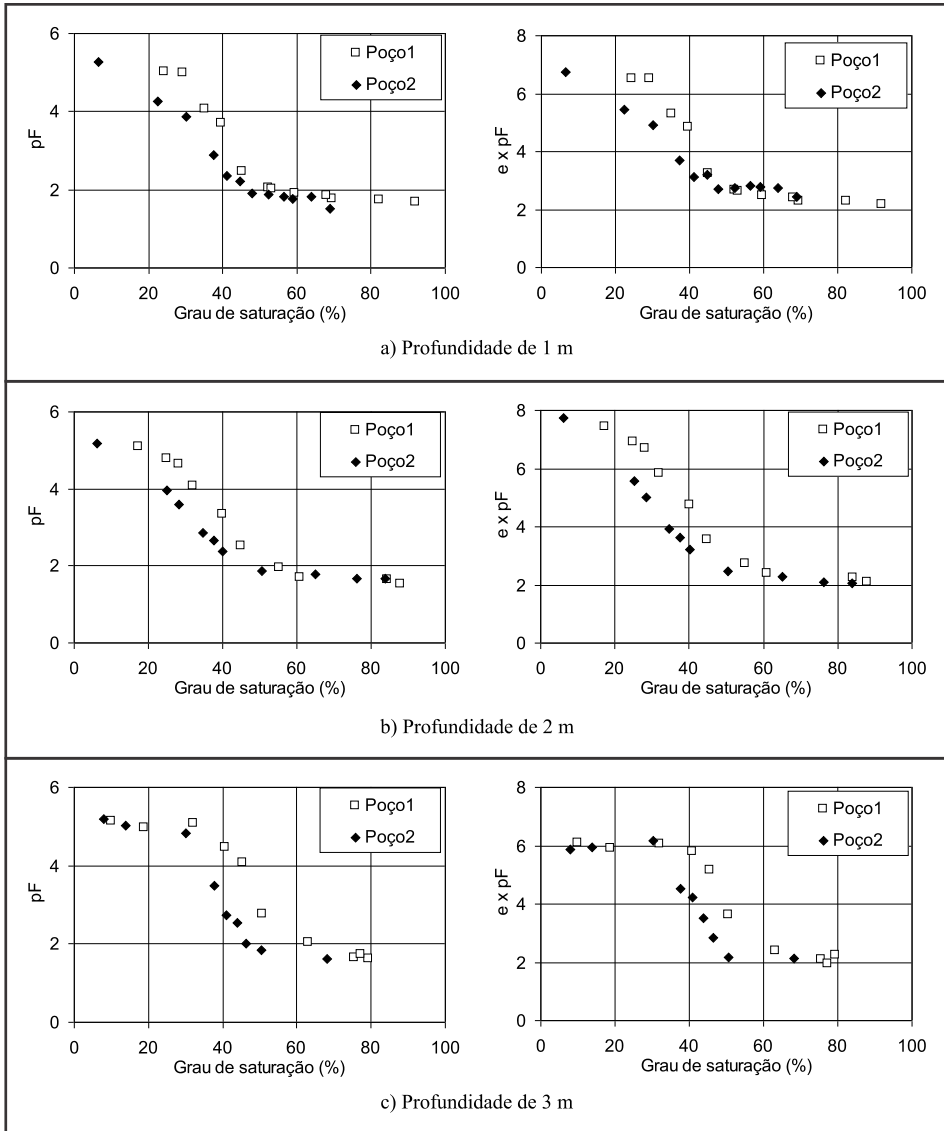 6
4
2
0
pF
0 20 40 60 80 100
Grau de saturação (%)
Poço1
Poço2
8
6
4
2
0
e x pF
0 20 40 60 80 100
Grau de saturação (%)
Poço1
Poço2
a) Profundidade de 1 m
6
4
2
0
pF
0 20 40 60 80 100
Grau de saturação (%)
Poço1
Poço2
8
6
4
2
0
e x pF
0 20 40 60 80 100
Grau de saturação (%)
Poço1
Poço2
b) Profundidade de 2 m
6
4
2
0
pF
0 20 40 60 80 100
Grau de saturação (%)
Poço1
Poço2
8
6
4
2
0
e x pF
0 20 40 60 80 100
Grau de saturação (%)
Poço1
Poço2
c) Profundidade de 3 m